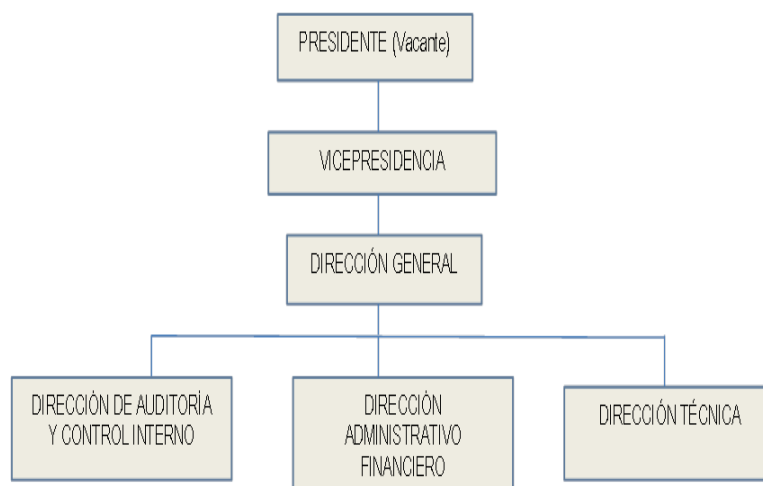 PRESIDENTE (Vacante)
VICEPRESIDENCIA
DIRECCIÓN GENERAL
DIRECCIÓN DE AUDITORÍA
Y CONTROL INTERNO
DIRECCIÓN
ADMINISTRATIVO
FINANCIERO
DIRECCIÓN TÉCNICA